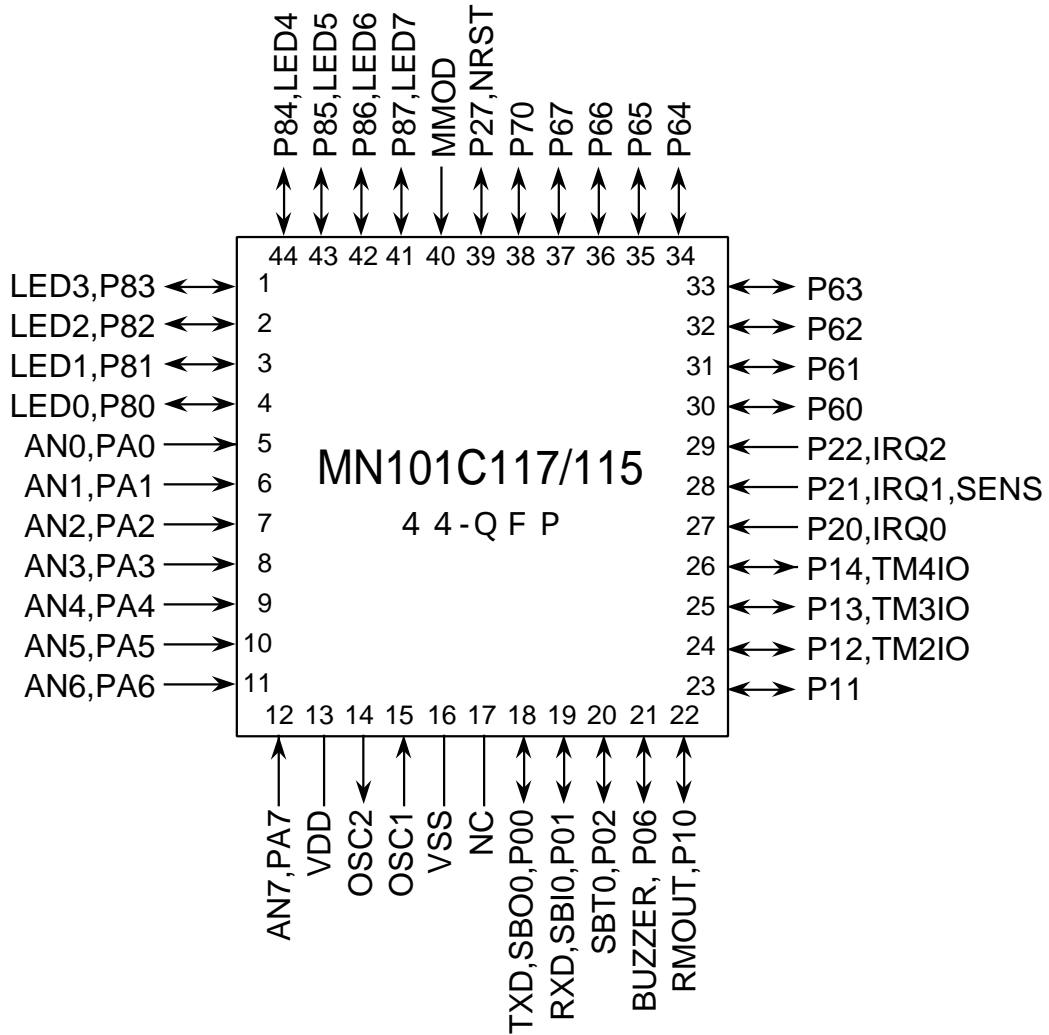 P84,LED4
P85,LED5
P86,LED6
P87,LED7
MMOD
P27,NRST
P70
P67
P66
P65
P64
44 43 42 41 40 39 38 37 36 35 34
LED3,P83 1
LED2,P82 2
LED1,P81 3
LED0,P80 4
AN0,PA0 5
AN1,PA1 6
AN2,PA2 7
AN3,PA3 8
AN4,PA4 9
AN5,PA5 10
AN6,PA6 11
MN101C117/115
44-QFP
33 P63
32 P62
31 P61
30 P60
29 P22,IRQ2
28 P21,IRQ1,SENS
27 P20,IRQ0
26 P14,TM4IO
25 P13,TM3IO
24 P12,TM2IO
23 P11
12 13 14 15 16 17 18 19 20 21 22
AN7,PA7
VDD
OSC2
OSC1
VSS
NC
TXD,SBO0,P00
RXD,SBI0,P01
SBT0,P02
BUZZER, P06
RMOUT,P10